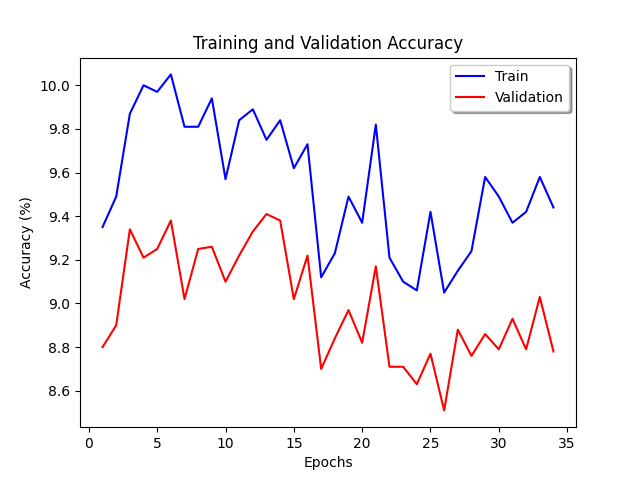 Training and Validation Accuracy
Train
Validation
Accuracy (%)
10.0
9.8
9.6
9.4
9.2
9.0
8.8
8.6
0 5 10 15 20 25 30 35
Epochs